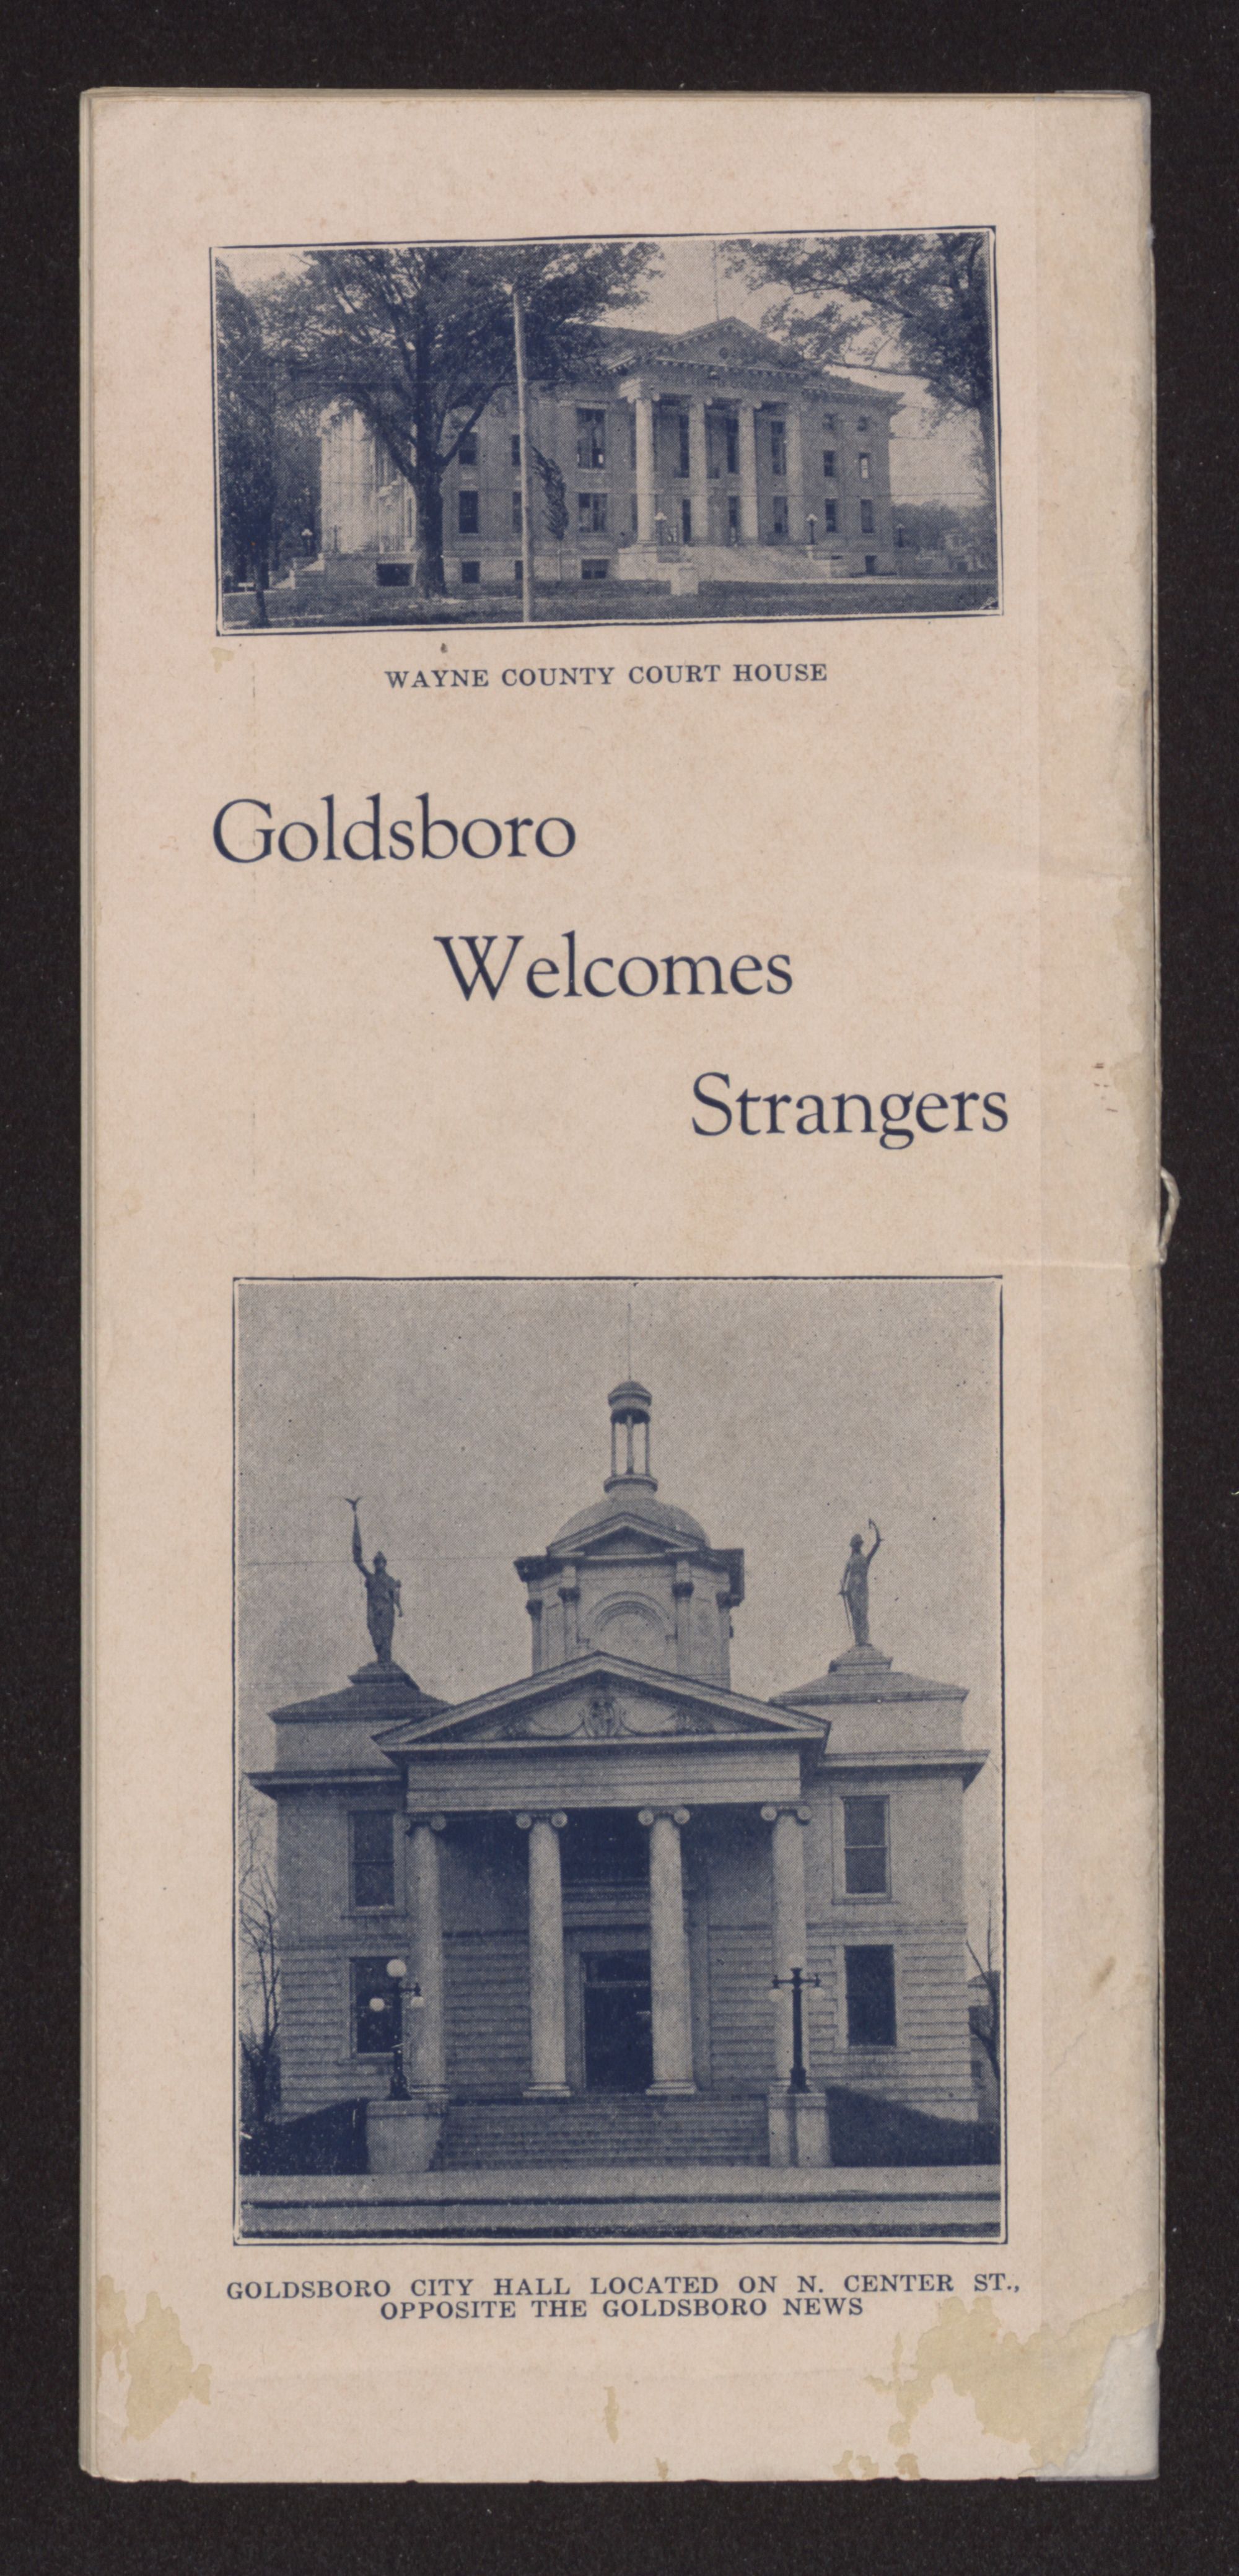 WAYNE COUNTY COURT HOUSE
Goldsboro
Welcomes
Strangers
GOLDSBORO CITY HALL LOCATED ON N. CENTER ST.,
OPPOSITE THE GOLDSBORO NEWS